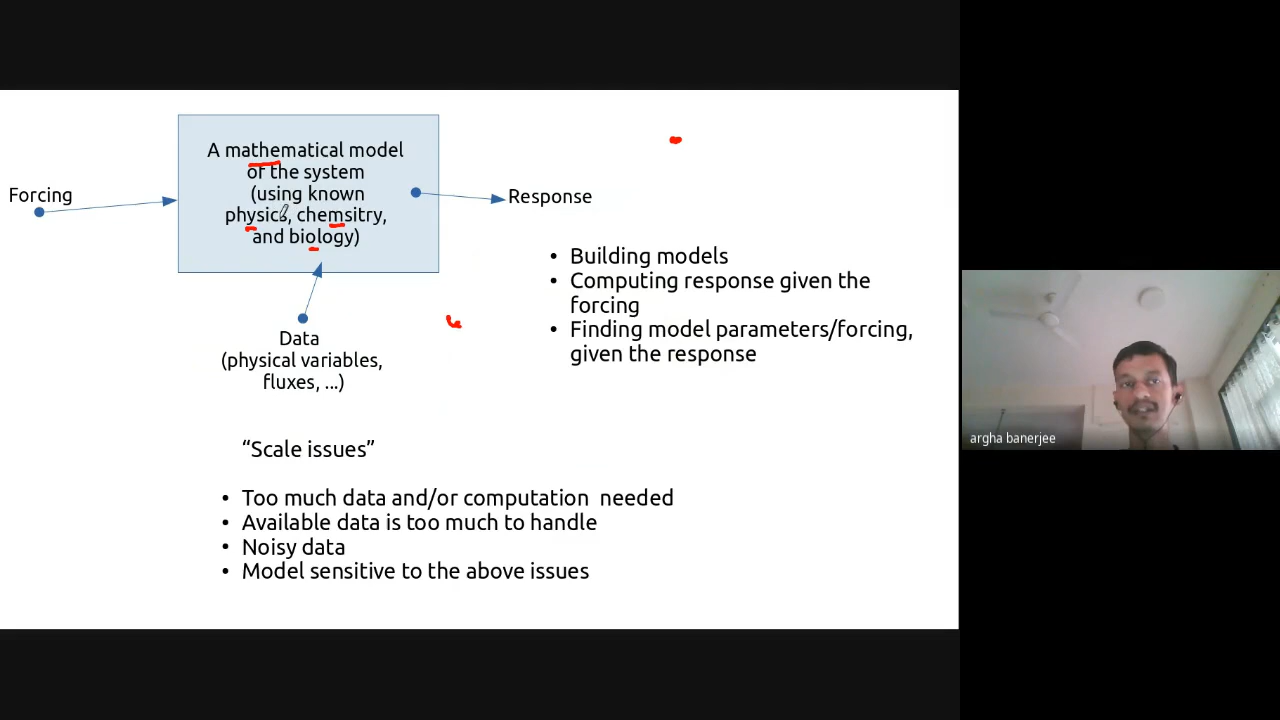 A mathematical model
of the system
(using known
physics, chemsitry,
and biology)
Forcing
Response
Data
(physical variables,
fluxes, ...)
• Building models
• Computing response given the
forcing
• Finding model parameters/forcing,
given the response
“Scale issues”
• Too much data and/or computation needed
• Available data is too much to handle
• Noisy data
• Model sensitive to the above issues
argha banerjee